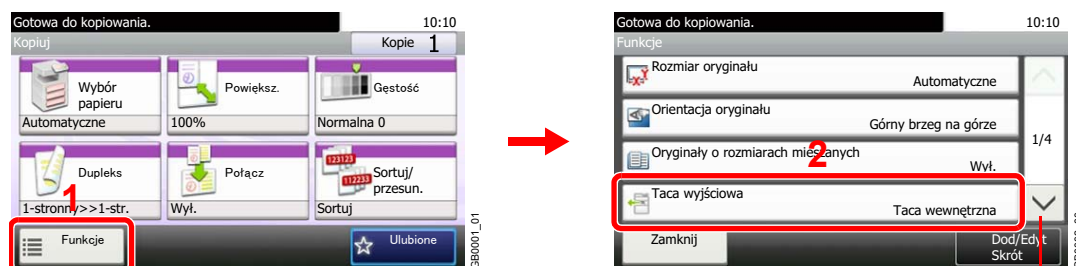 Gotowa do kopiowania.
10:10
Kopiuj
Kopie 1
Wybór
papieru
Automatyczne
Powiększ.
100%
Gęstość
Normalna 0
Dupleks
1-stronny>>1-str.
Połącz
Wył.
123123
112233
Sortuj/
przesun.
Sortuj
1
Funkcje
Ulubione
GB0001_01
Gotowa do kopiowania.
10:10
Funkcje
Rozmiar oryginału
Automatyczne
Orientacja oryginału
Górny brzeg na górze
Oryginały o rozmiarach mieszanych
Wył.
2
Taca wyjściowa
Taca wewnętrzna
1/4
Zamknij
Dod/Edyt
Skrót